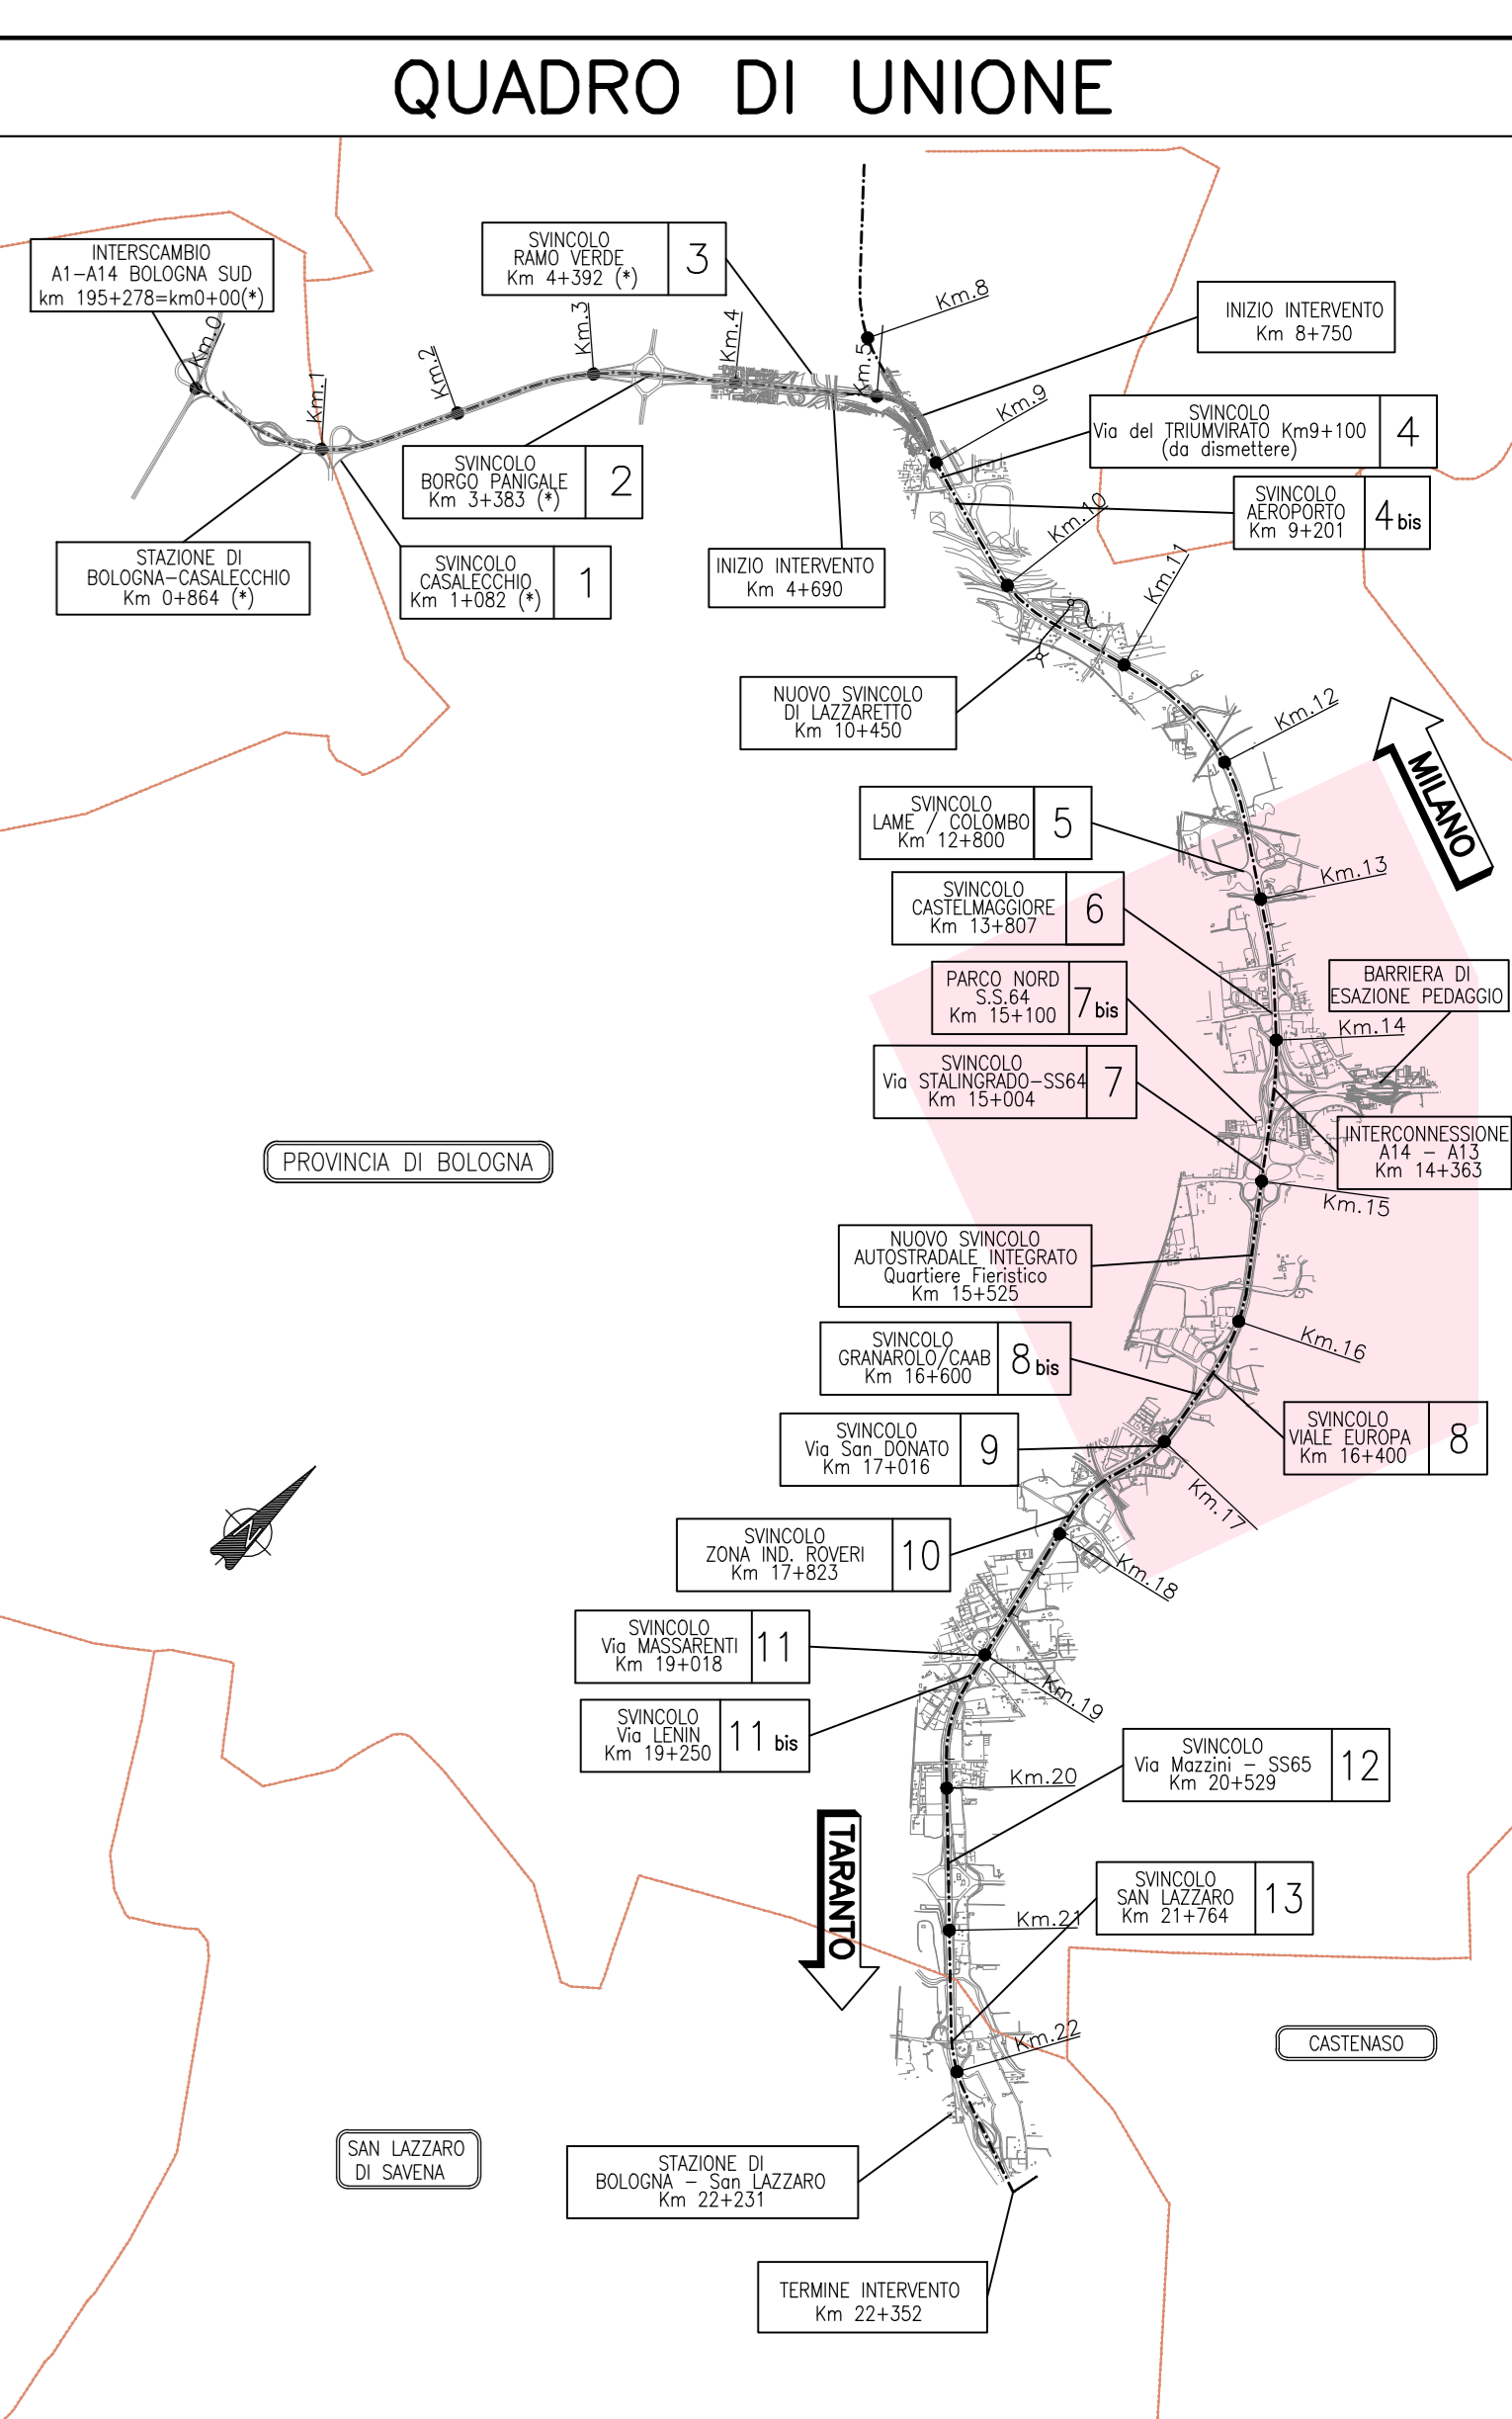 QUADRO DI UNIONE
INTERSCAMBIO
A1-A14 BOLOGNA SUD
km 195+278=km0+00(*)
SVINCOLO
RAMO VERDE
Km 4+392 (*)
3
Km.0
Km.1
Km.2
Km.3
Km.4
Km.5
Km.8
INIZIO INTERVENTO
Km 8+750
Km.9
SVINCOLO
Via del TRIUMVIRATO Km9+100
(da dismettere)
4
SVINCOLO
BORGO PANIGALE
Km 3+383 (*)
2
SVINCOLO
AEROPORTO
Km 9+201
4 bis
Km.10
STAZIONE DI
BOLOGNA-CASALECCHIO
Km 0+864 (*)
SVINCOLO
CASALECCHIO
Km 1+082 (*)
1
INIZIO INTERVENTO
Km 4+690
Km.11
NUOVO SVINCOLO
DI LAZZARETTO
Km 10+450
Km.12
MILANO
SVINCOLO
LAME / COLOMBO
Km 12+800
5
Km.13
SVINCOLO
CASTELMAGGIORE
Km 13+807
6
PARCO NORD
S.S.64
Km 15+100
7 bis
BARRIERA DI
ESAZIONE PEDAGGIO
Km.14
SVINCOLO
Via STALINGRADO-SS64
Km 15+004
7
INTERCONNESSIONE
A14 - A13
Km 14+363
PROVINCIA DI BOLOGNA
Km.15
NUOVO SVINCOLO
AUTOSTRADALE INTEGRATO
Quartiere Fieristico
Km 15+525
Km.16
SVINCOLO
GRANAROLO/CAAB
Km 16+600
8 bis
SVINCOLO
VIALE EUROPA
Km 16+400
8
SVINCOLO
Via San DONATO
Km 17+016
9
Km.17
SVINCOLO
ZONA IND. ROVERI
Km 17+823
10
Km.18
SVINCOLO
Via MASSARENTI
Km 19+018
11
Km.19
SVINCOLO
Via LENIN
Km 19+250
11 bis
SVINCOLO
Via Mazzini - SS65
Km 20+529
12
Km.20
TARANTO
SVINCOLO
SAN LAZZARO
Km 21+764
13
Km.21
Km.22
CASTENASO
SAN LAZZARO
DI SAVENA
STAZIONE DI
BOLOGNA - San LAZZARO
Km 22+231
TERMINE INTERVENTO
Km 22+352